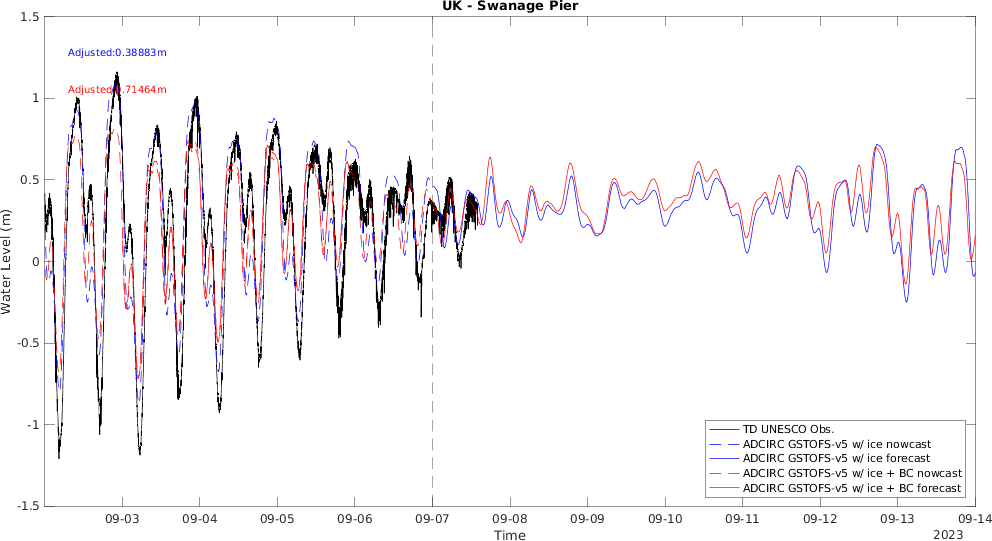 UK - Swanage Pier
1.5
1
0.5
0
-0.5
-1
-1.5
Water Level (m)
Adjusted:0.38883m
Adjusted:0.71464m
TD UNESCO Obs.
ADCIRC GSTOFS-v5 w/ ice nowcast
ADCIRC GSTOFS-v5 w/ ice forecast
ADCIRC GSTOFS-v5 w/ ice + BC nowcast
ADCIRC GSTOFS-v5 w/ ice + BC forecast
09-03 09-04 09-05 09-06 09-07 09-08 09-09 09-10 09-11 09-12 09-13 09-14
Time
2023